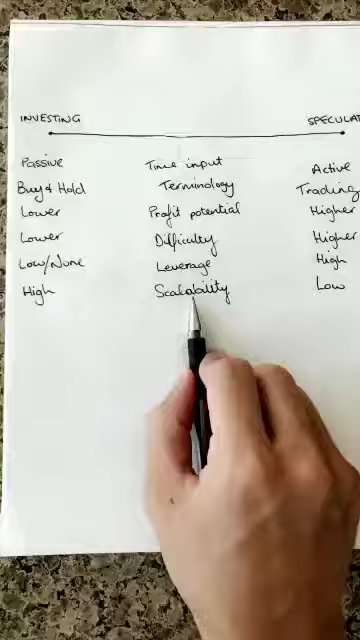 INVESTING SPECULAT
Passive Time input Active
Buy & Hold Terminology Trading
Lower Profit potential Higher
Lower Difficulty Higher
Low/None Leverage High
High Scalability Low